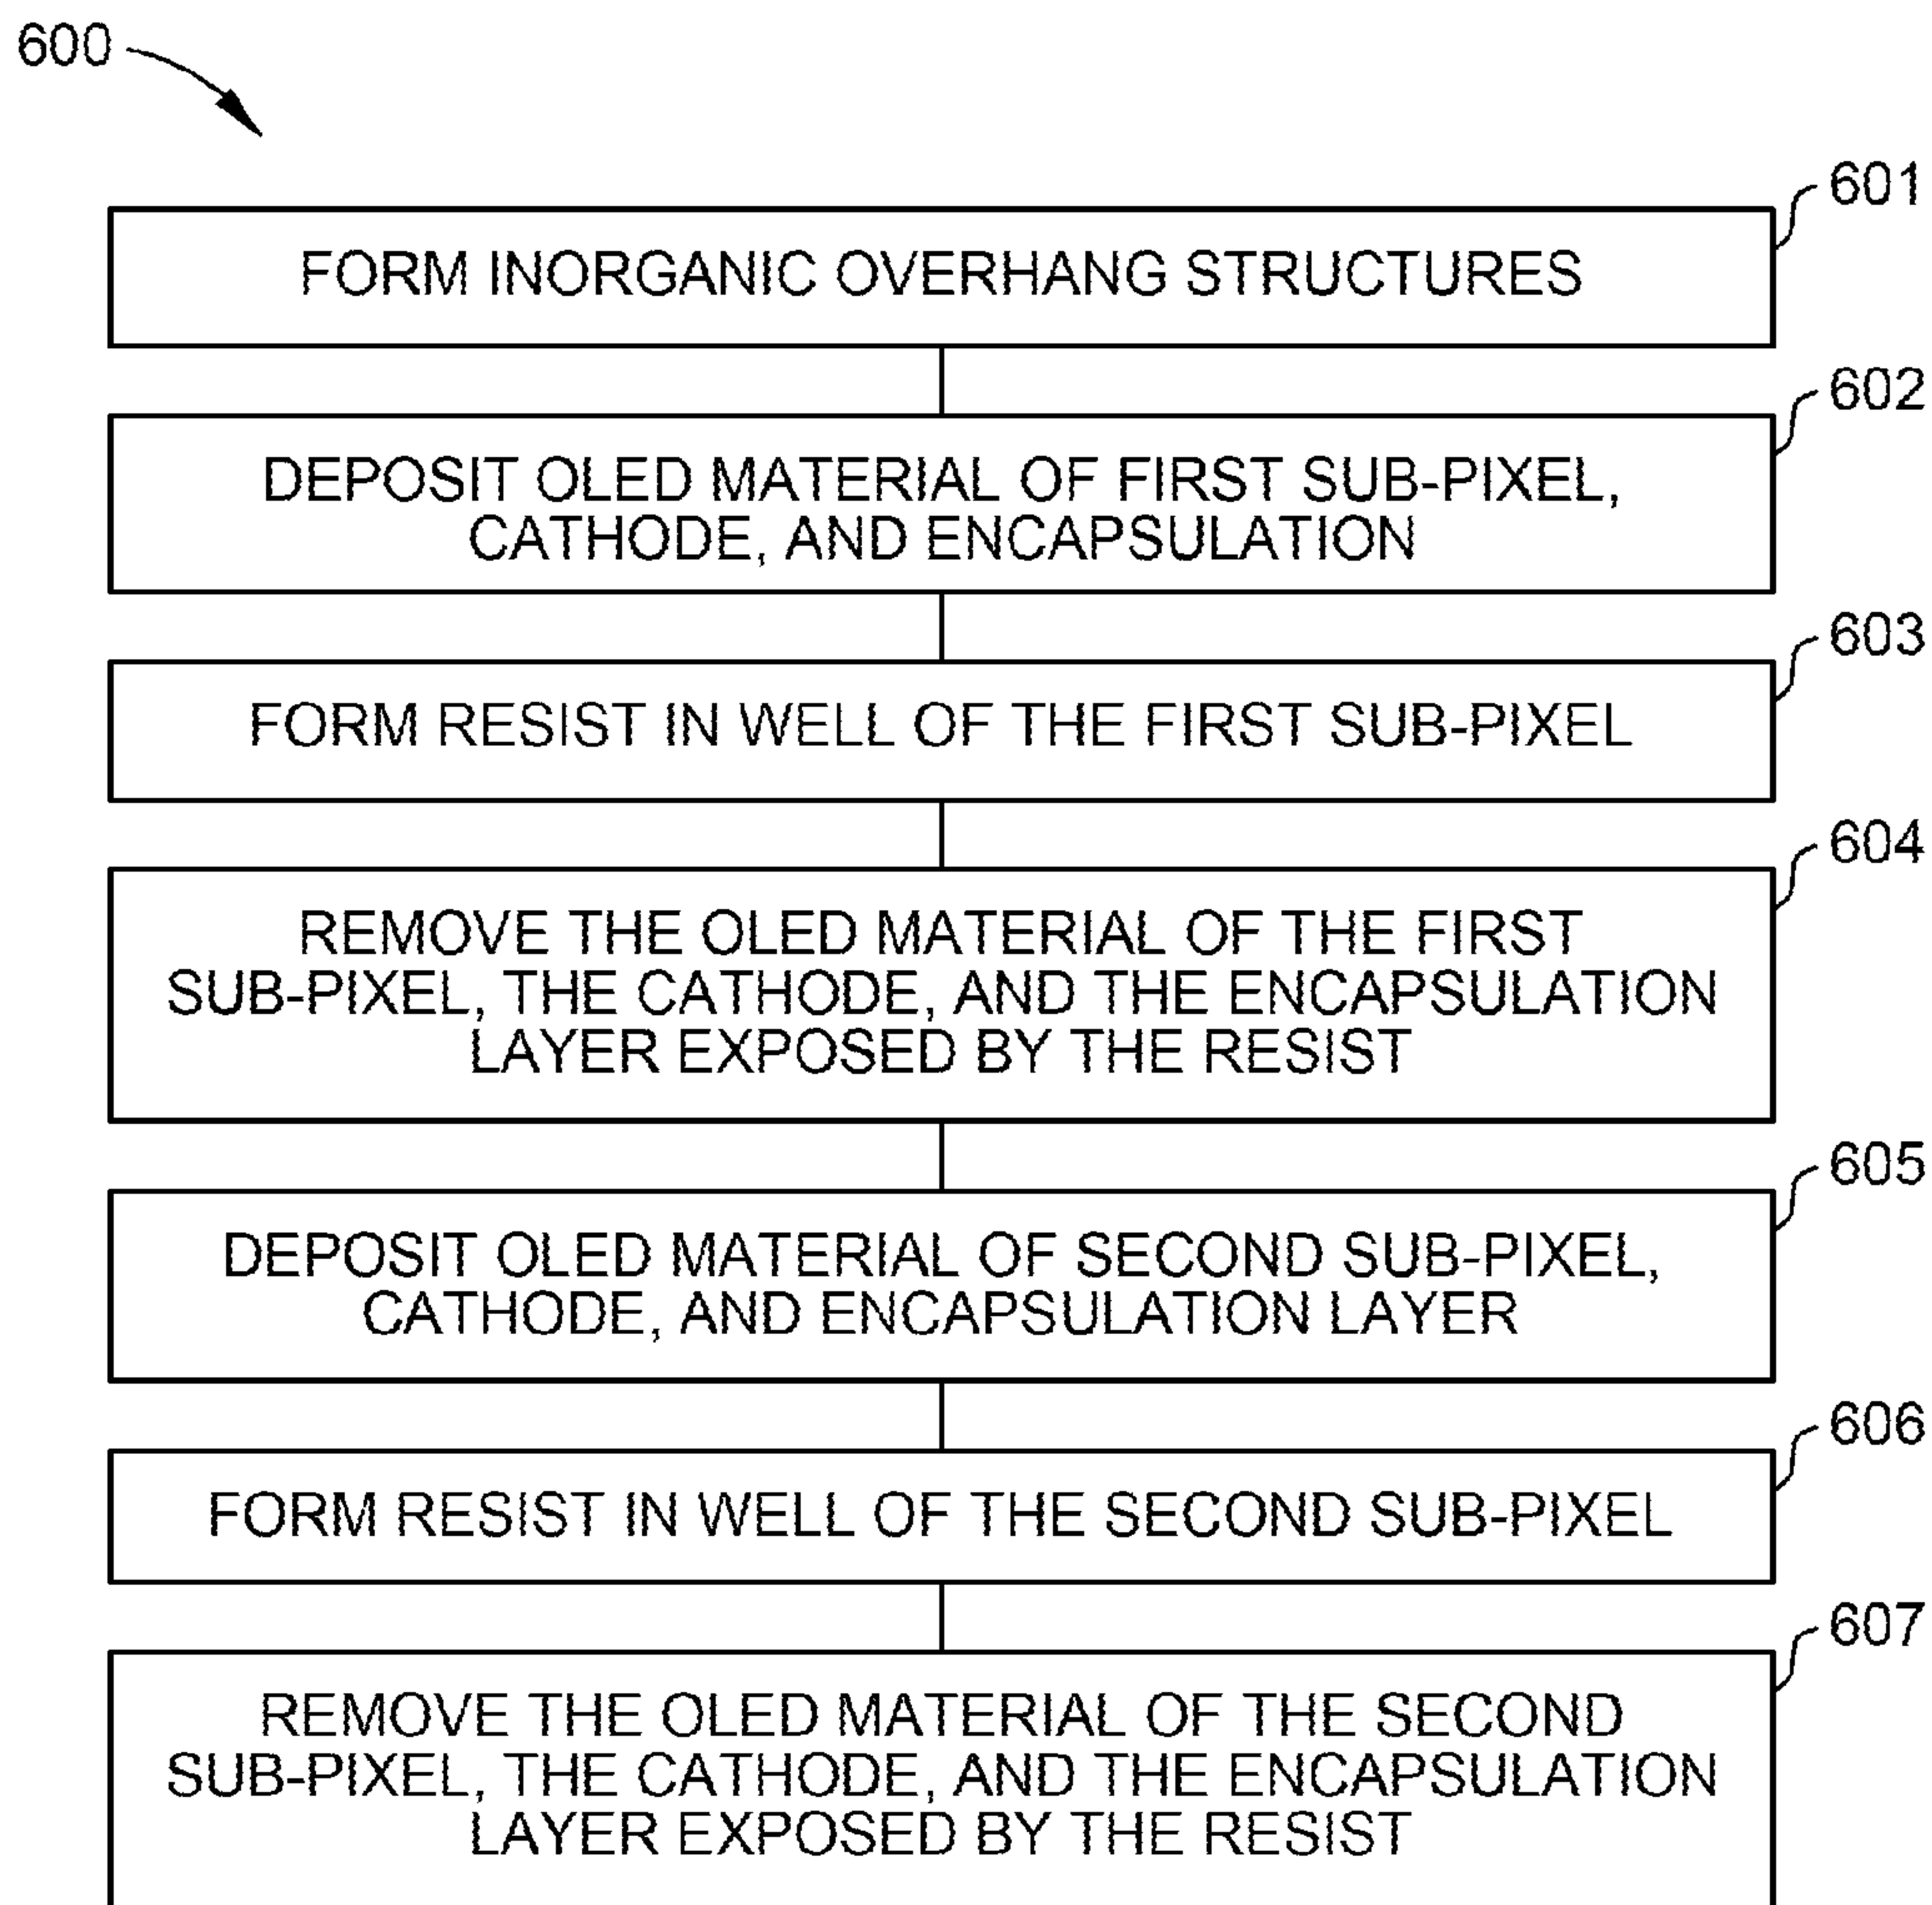 600
601
FORM INORGANIC OVERHANG STRUCTURES
602
DEPOSIT OLED MATERIAL OF FIRST SUB-PIXEL,
CATHODE, AND ENCAPSULATION
603
FORM RESIST IN WELL OF THE FIRST SUB-PIXEL
604
REMOVE THE OLED MATERIAL OF THE FIRST
SUB-PIXEL, THE CATHODE, AND THE ENCAPSULATION
LAYER EXPOSED BY THE RESIST
605
DEPOSIT OLED MATERIAL OF SECOND SUB-PIXEL,
CATHODE, AND ENCAPSULATION LAYER
606
FORM RESIST IN WELL OF THE SECOND SUB-PIXEL
607
REMOVE THE OLED MATERIAL OF THE SECOND
SUB-PIXEL, THE CATHODE, AND THE ENCAPSULATION
LAYER EXPOSED BY THE RESIST